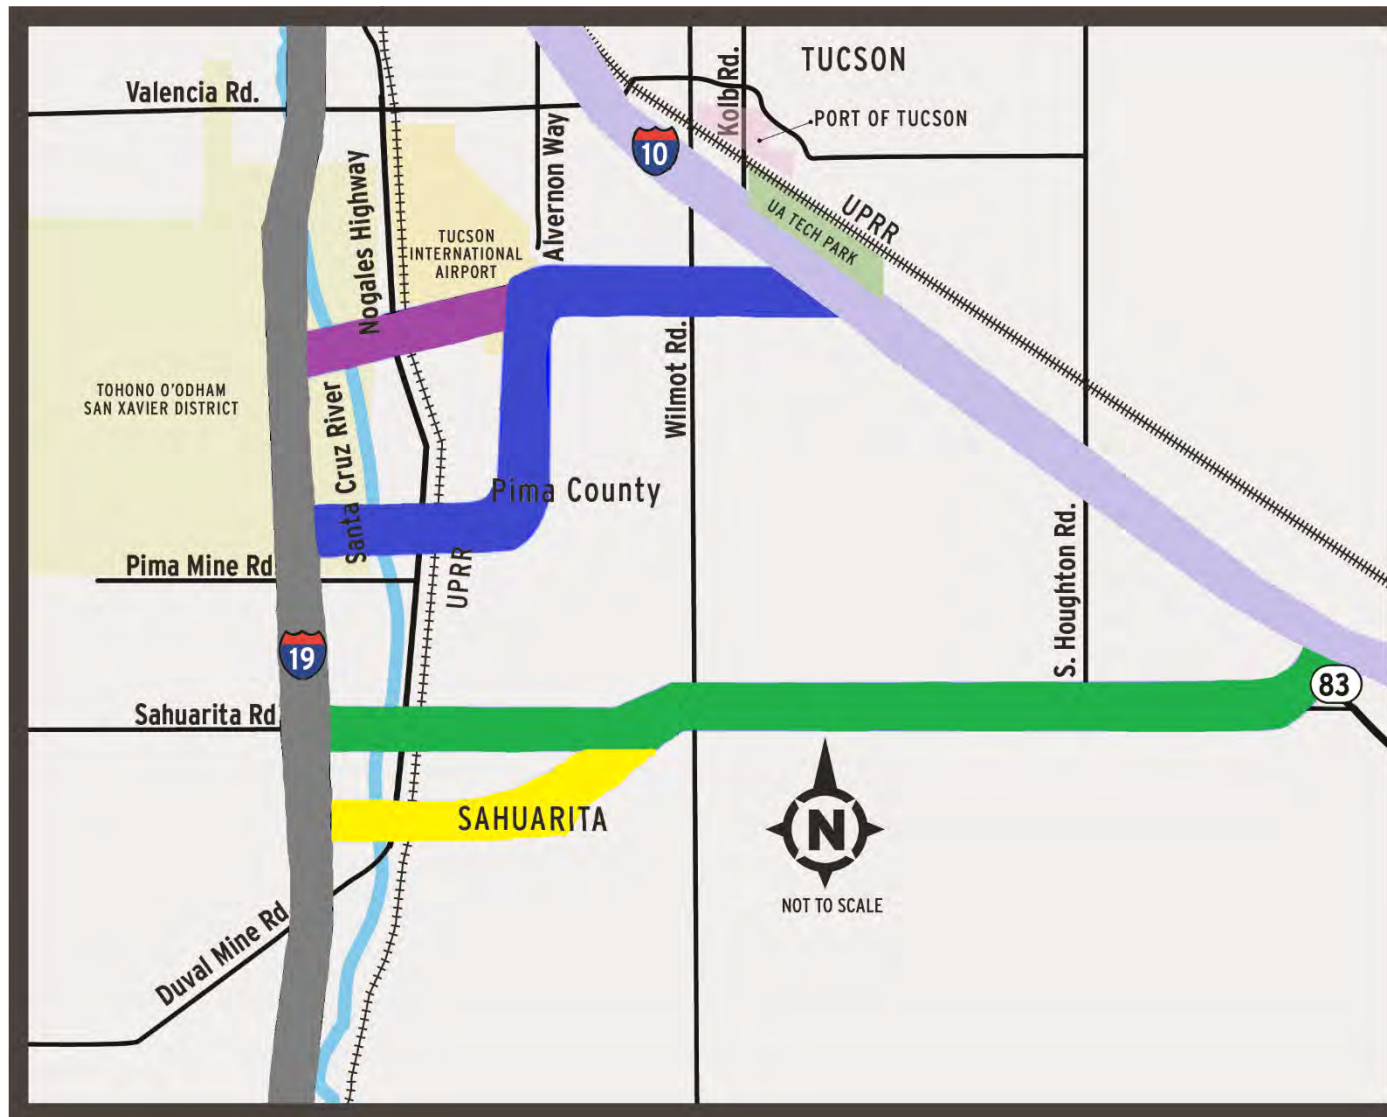 TUCSON
Valencia Rd.
Kolb Rd.
PORT OF TUCSON
10
Alvernon Way
Nogales Highway
UPRR
UA TECH PARK
TUCSON
INTERNATIONAL
AIRPORT
TOHONO O'ODHAM
SAN XAVIER DISTRICT
Santa Cruz River
Wilmot Rd.
Pima County
Pima Mine Rd
UPRR
S. Houghton Rd.
19
83
Sahuarita Rd
SAHUARITA
N
NOT TO SCALE
Duval Mine Rd